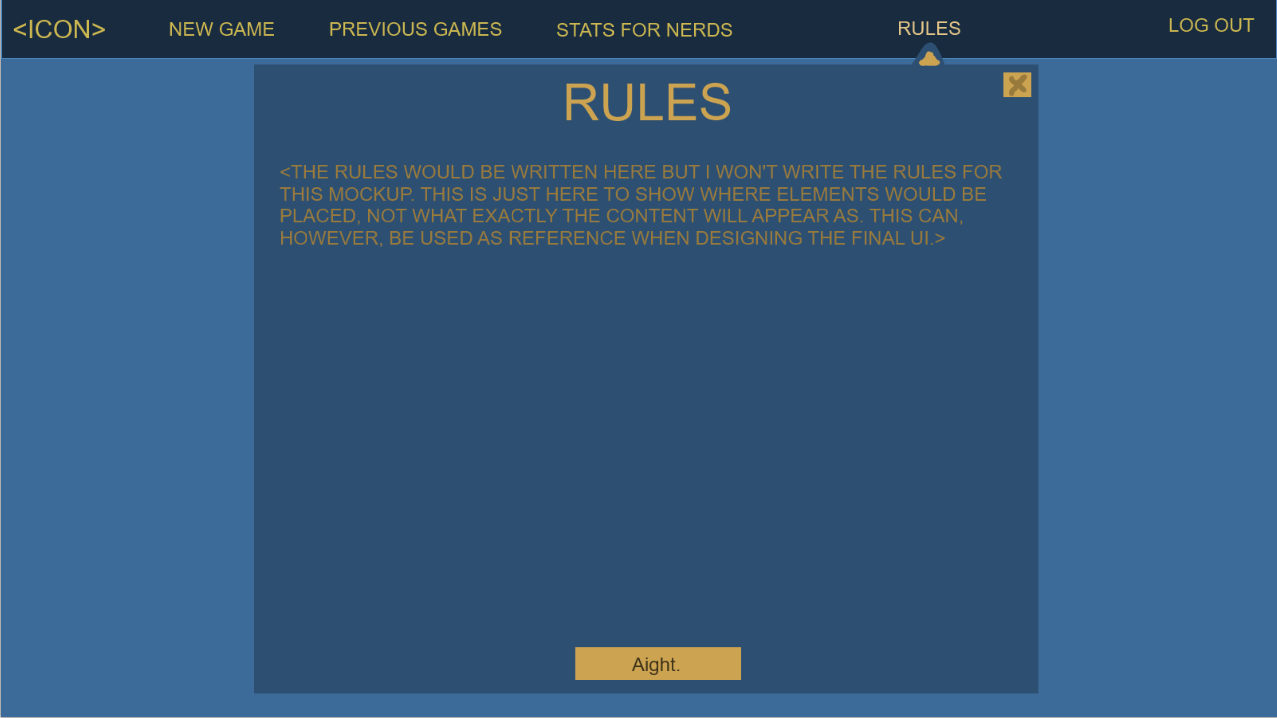 <ICON>
NEW GAME
PREVIOUS GAMES
STATS FOR NERDS
RULES
LOG OUT
RULES
<THE RULES WOULD BE WRITTEN HERE BUT I WON'T WRITE THE RULES FOR
THIS MOCKUP. THIS IS JUST HERE TO SHOW WHERE ELEMENTS WOULD BE
PLACED, NOT WHAT EXACTLY THE CONTENT WILL APPEAR AS. THIS CAN,
HOWEVER, BE USED AS REFERENCE WHEN DESIGNING THE FINAL UI.>
Aight.